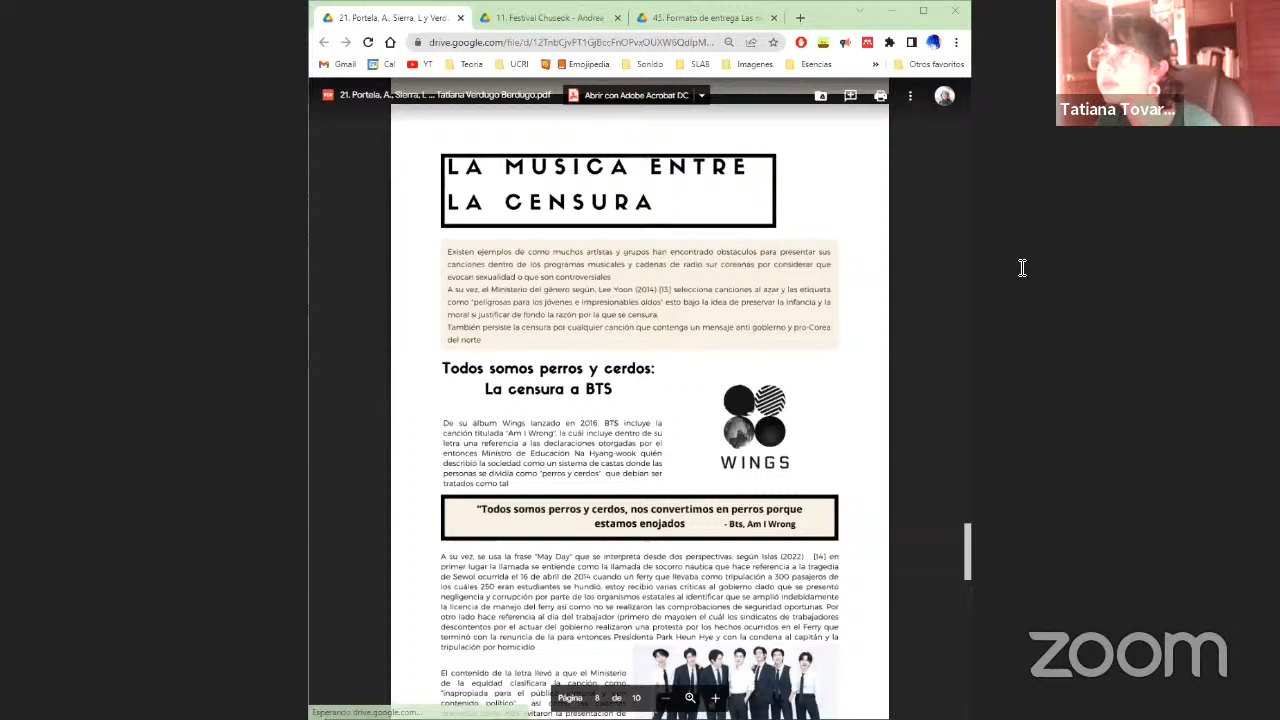 21. Portela, A., Sierra, L y Verd
11. Festival Chuseok - Andrea
45. Formato de entrega Las n
drive.google.com/file/d/12TnbCjvPT1GjBccFnOPvxOUXW6QdlpM...
Gmail Cal YT Teoria UCRI Emojipedia Sonido SLAB Imagenes Esencias » Otros favoritos
21. Portela, A., Sierra, L ... Tatiana Verdugo Berdugo.pdf Abrir con Adobe Acrobat DC
Tatiana Tovar...
LA MUSICA ENTRE
LA CENSURA
Existen ejemplos de como muchos artistas y grupos han encontrado obstáculos para presentar sus
canciones dentro de los programas musicales y cadenas de radio sur coreanas por considerar que
evocan sexualidad o que son controversiales
A su vez, el Ministerio del género según, Lee Yoon (2014) [13] selecciona canciones al azar y las etiqueta
como "peligrosas para los jóvenes e impresionables oídos" esto bajo la idea de preservar la infancia y la
moral si justificar de fondo la razón por la que se censura.
También persiste la censura por cualquier canción que contenga un mensaje anti gobierno y pro-Corea
del norte
Todos somos perros y cerdos:
La censura a BTS
De su álbum Wings lanzado en 2016, BTS incluye la
canción titulada "Am I Wrong", la cuál incluye dentro de su
letra una referencia a las declaraciones otorgadas por el
entonces Ministro de Educación Na Hyang-wook quién
describió la sociedad como un sistema de castas donde las
personas se dividía como "perros y cerdos" que debían ser
tratados como tal
WINGS
"Todos somos perros y cerdos, nos convertimos en perros porque
estamos enojados - Bts, Am I Wrong
A su vez, se usa la frase "May Day" que se interpreta desde dos perspectivas: según Islas (2022) [14] en
primer lugar la llamada se entiende como la llamada de socorro náutica que hace referencia a la tragedia
de Sewol ocurrida el 16 de abril de 2014 cuando un ferry que llevaba como tripulación a 300 pasajeros de
los cuáles 250 eran estudiantes se hundió, estoy recibió varias criticas al gobierno dado que se presentó
negligencia y corrupción por parte de los organismos estatales al identificar que se amplió indebidamente
la licencia de manejo del ferry así como no se realizaron las comprobaciones de seguridad oportunas. Por
otro lado hace referencia al día del trabajador (primero de mayo)en el cuál los sindicatos de trabajadores
descontentos por el actuar del gobierno realizaron una protesta por los hechos ocurridos en el Ferry que
terminó con la renuncia de la para entonces Presidenta Park Heun Hye y con la condena al capitán y la
tripulación por homicidio
El contenido de la letra llevó a que el Ministerio
de la equidad clasificara la canción como
"inapropiada para el público
contenido político"
evitaron la presentación de
Página 8 de 10
Esperando drive.google.com...
zoom